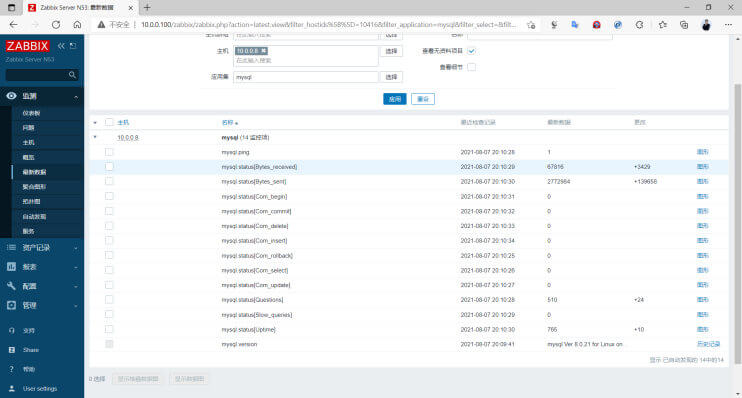 Zabbix Server N53: 最新数据
不安全
10.0.0.100/zabbix/zabbix.php?action=latest.view&filter_hostids%5B%5D=10416&filter_application=mysql&filter_select=&filt...
ZABBIX
Zabbix Server N53
监测
仪表板
问题
主机
概览
最新数据
聚合图形
拓扑图
自动发现
服务
资产记录
报表
配置
管理
支持
Share
帮助
User settings
在此输入搜索
选择
名称
主机
10.0.0.8
选择
查看无资料项目
在此输入搜索
查看细节
应用集
mysql
选择
应用
重设
主机
名称
最近检查记录
最新数据
更改
10.0.0.8
mysql (14 监控项)
mysql.ping 2021-08-07 20:10:28 1 图形
mysql.status[Bytes_received] 2021-08-07 20:10:29 67816 +3429 图形
mysql.status[Bytes_sent] 2021-08-07 20:10:30 2772984 +139658 图形
mysql.status[Com_begin] 2021-08-07 20:10:31 0 图形
mysql.status[Com_commit] 2021-08-07 20:10:32 0 图形
mysql.status[Com_delete] 2021-08-07 20:10:33 0 图形
mysql.status[Com_insert] 2021-08-07 20:10:34 0 图形
mysql.status[Com_rollback] 2021-08-07 20:10:25 0 图形
mysql.status[Com_select] 2021-08-07 20:10:26 0 图形
mysql.status[Com_update] 2021-08-07 20:10:27 0 图形
mysql.status[Questions] 2021-08-07 20:10:28 510 +24 图形
mysql.status[Slow_queries] 2021-08-07 20:10:29 0 图形
mysql.status[Uptime] 2021-08-07 20:10:30 765 +10 图形
mysql.version 2021-08-07 20:09:41 mysql Ver 8.0.21 for Linux on ... 历史记录
显示 已自动发现的 14中的14
0 选择
显示堆叠数据图
显示数据图